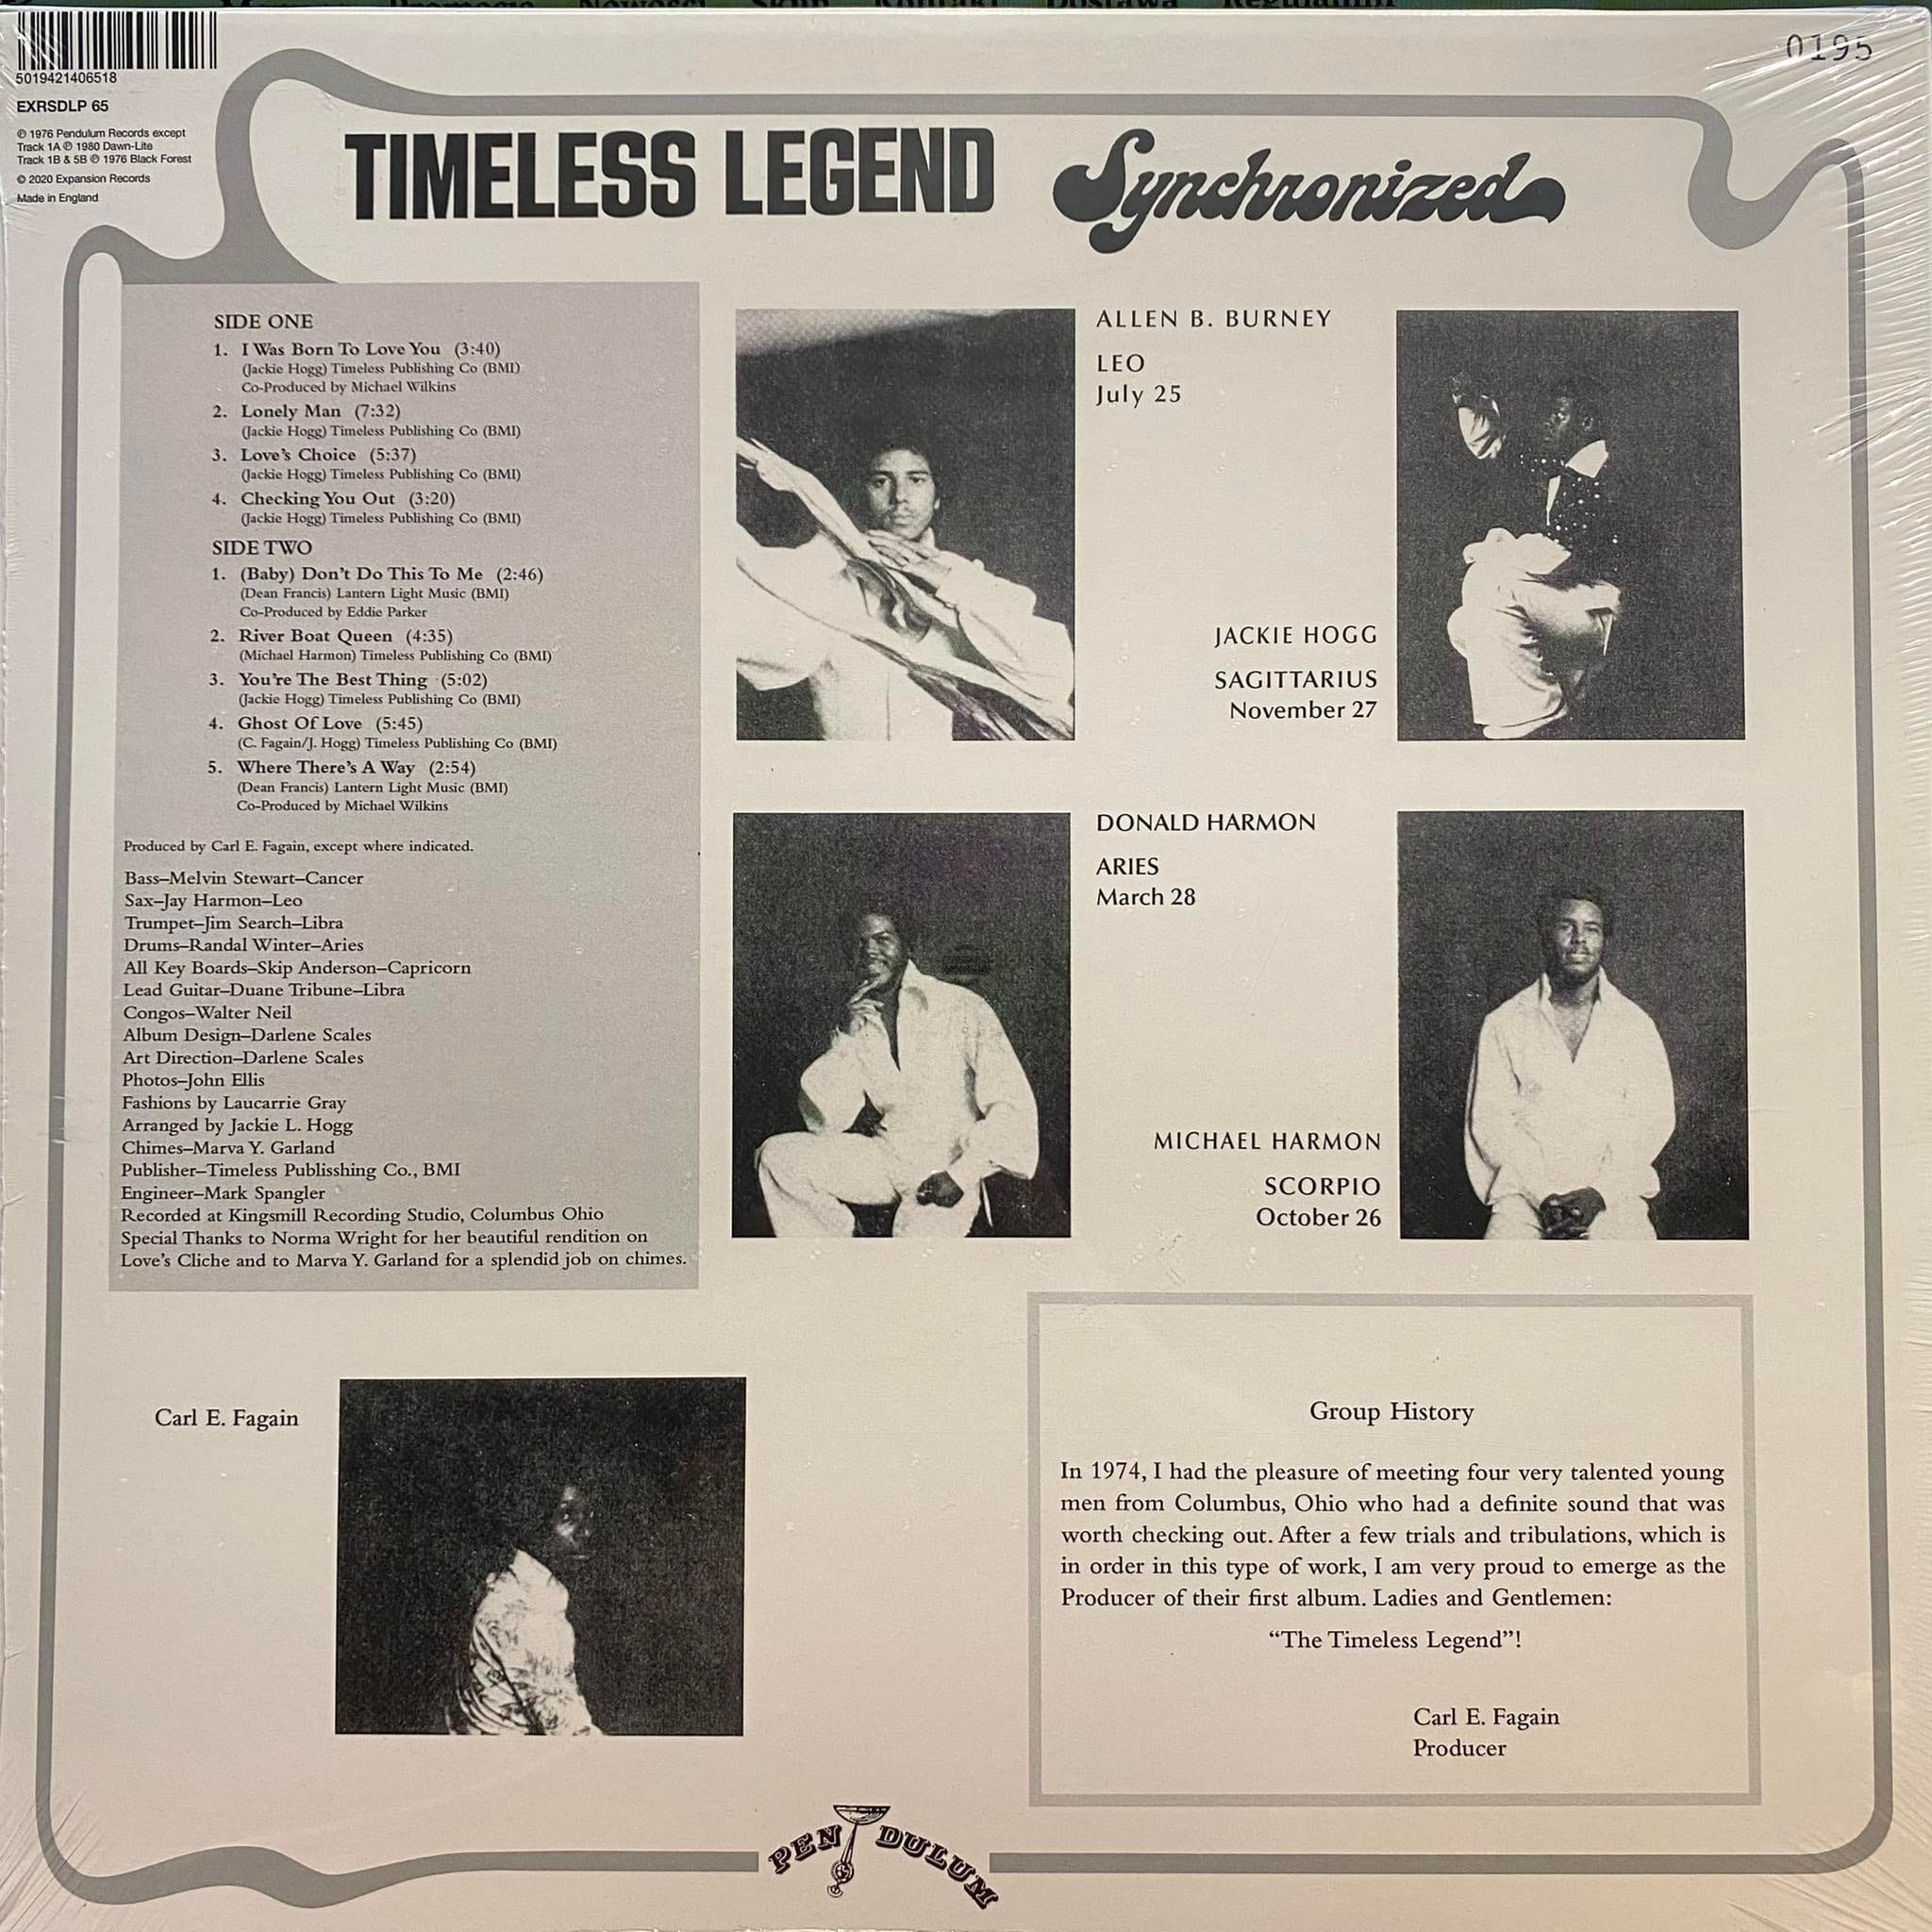 5019421406518
EXRSDLP 65
℗ 1976 Pendulum Records except
Track 1A ℗ 1980 Dawn-Lite
Track 1B & 5B ℗ 1976 Black Forest
© 2020 Expansion Records
Made in England
0195
TIMELESS LEGEND Synchronized
SIDE ONE
1. I Was Born To Love You (3:40)
(Jackie Hogg) Timeless Publishing Co (BMI)
Co-Produced by Michael Wilkins
2. Lonely Man (7:32)
(Jackie Hogg) Timeless Publishing Co (BMI)
3. Love's Choice (5:37)
(Jackie Hogg) Timeless Publishing Co (BMI)
4. Checking You Out (3:20)
(Jackie Hogg) Timeless Publishing Co (BMI)
SIDE TWO
1. (Baby) Don't Do This To Me (2:46)
(Dean Francis) Lantern Light Music (BMI)
Co-Produced by Eddie Parker
2. River Boat Queen (4:35)
(Michael Harmon) Timeless Publishing Co (BMI)
3. You're The Best Thing (5:02)
(Jackie Hogg) Timeless Publishing Co (BMI)
4. Ghost Of Love (5:45)
(C. Fagain/J. Hogg) Timeless Publishing Co (BMI)
5. Where There's A Way (2:54)
(Dean Francis) Lantern Light Music (BMI)
Co-Produced by Michael Wilkins
Produced by Carl E. Fagain, except where indicated.
Bass–Melvin Stewart–Cancer
Sax–Jay Harmon–Leo
Trumpet–Jim Search–Libra
Drums–Randal Winter–Aries
All Key Boards–Skip Anderson–Capricorn
Lead Guitar–Duane Tribune–Libra
Congos–Walter Neil
Album Design–Darlene Scales
Art Direction–Darlene Scales
Photos–John Ellis
Fashions by Laucarrie Gray
Arranged by Jackie L. Hogg
Chimes–Marva Y. Garland
Publisher–Timeless Publisshing Co., BMI
Engineer–Mark Spangler
Recorded at Kingsmill Recording Studio, Columbus Ohio
Special Thanks to Norma Wright for her beautiful rendition on
Love's Cliche and to Marva Y. Garland for a splendid job on chimes.
ALLEN B. BURNEY
LEO
July 25
JACKIE HOGG
SAGITTARIUS
November 27
DONALD HARMON
ARIES
March 28
MICHAEL HARMON
SCORPIO
October 26
Carl E. Fagain
Group History
In 1974, I had the pleasure of meeting four very talented young
men from Columbus, Ohio who had a definite sound that was
worth checking out. After a few trials and tribulations, which is
in order in this type of work, I am very proud to emerge as the
Producer of their first album. Ladies and Gentlemen:
“The Timeless Legend”!
Carl E. Fagain
Producer
PENDULUM